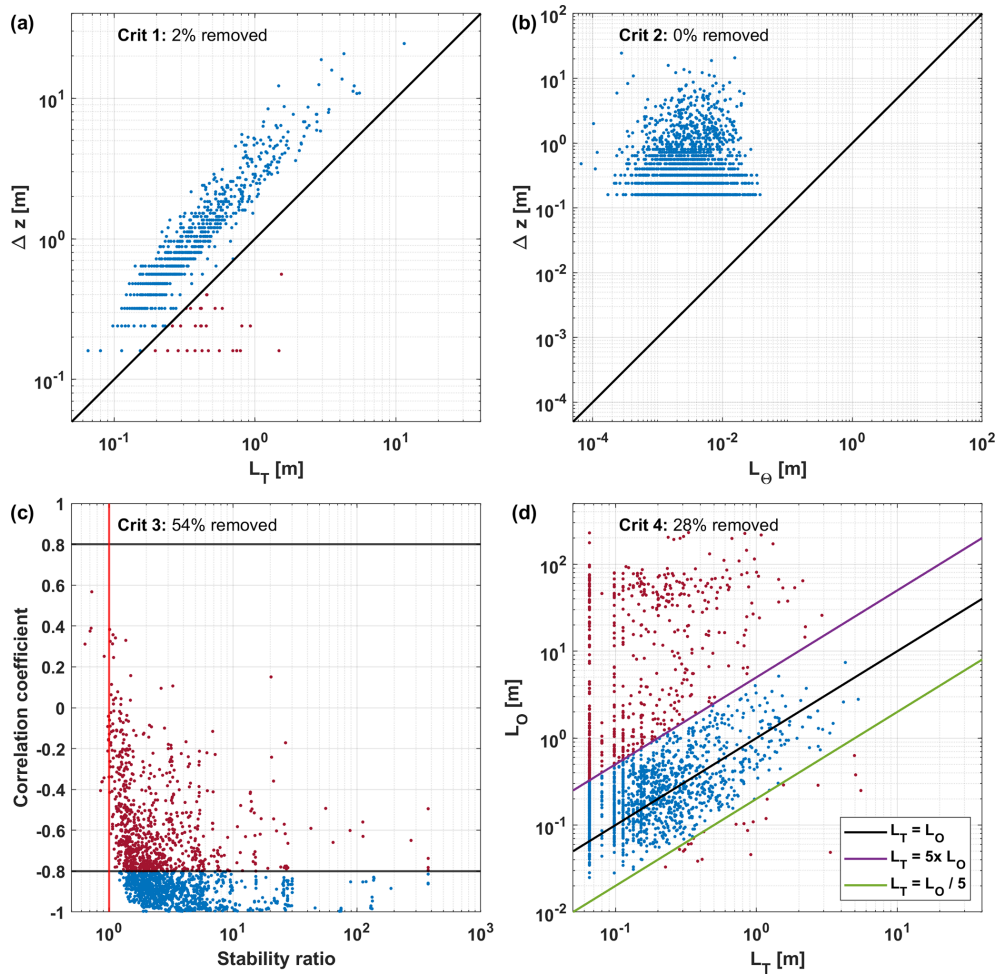 (a)
Crit 1: 2% removed
10^1
10^0
10^-1
Δ z [m]
10^-1
10^0
10^1
L_T [m]
(b)
Crit 2: 0% removed
10^2
10^1
10^0
10^-1
10^-2
10^-3
10^-4
Δ z [m]
10^-4
10^-2
10^0
10^2
L_Θ [m]
(c)
Crit 3: 54% removed
1
0.8
0.6
0.4
0.2
0
-0.2
-0.4
-0.6
-0.8
-1
Correlation coefficient
10^0
10^1
10^2
10^3
Stability ratio
(d)
Crit 4: 28% removed
10^2
10^1
10^0
10^-1
10^-2
L_O [m]
L_T = L_O
L_T = 5x L_O
L_T = L_O / 5
10^-1
10^0
10^1
L_T [m]